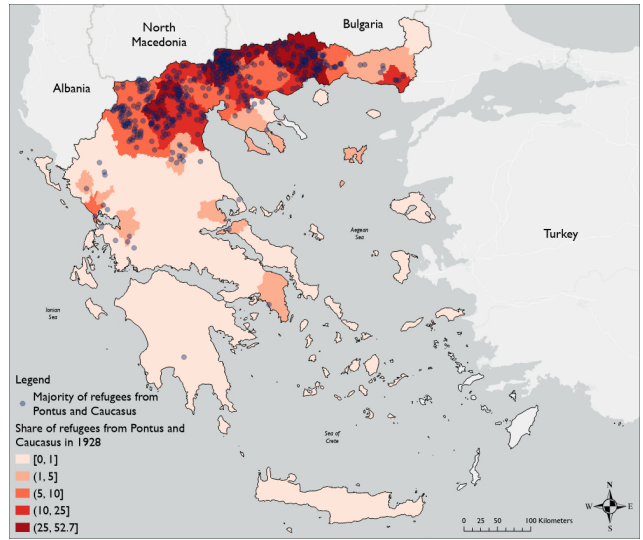 North
Macedonia
Bulgaria
Albania
Turkey
Aegean
Sea
Ionian
Sea
Sea of
Crete
Legend
Majority of refugees from
Pontus and Caucasus
Share of refugees from Pontus and
Caucasus in 1928
[0, 1]
(1, 5]
(5, 10]
(10, 25]
(25, 52.7]
N
W E
S
0 25 50 100 Kilometers